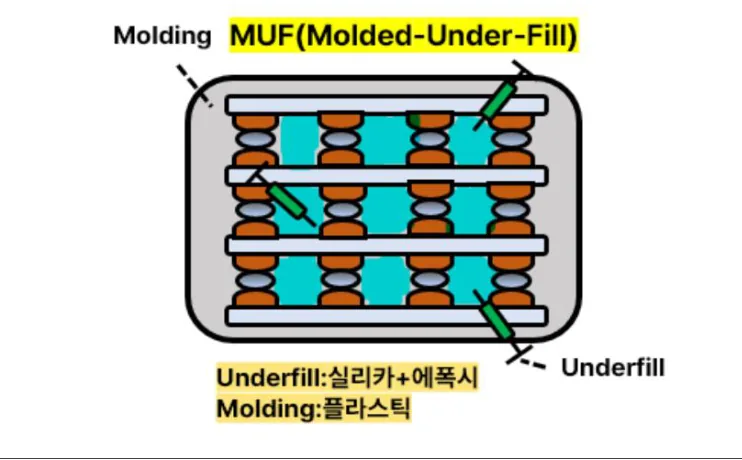 Molding
MUF(Molded-Under-Fill)
Underfill
Underfill:실리카+에폭시
Molding:플라스틱